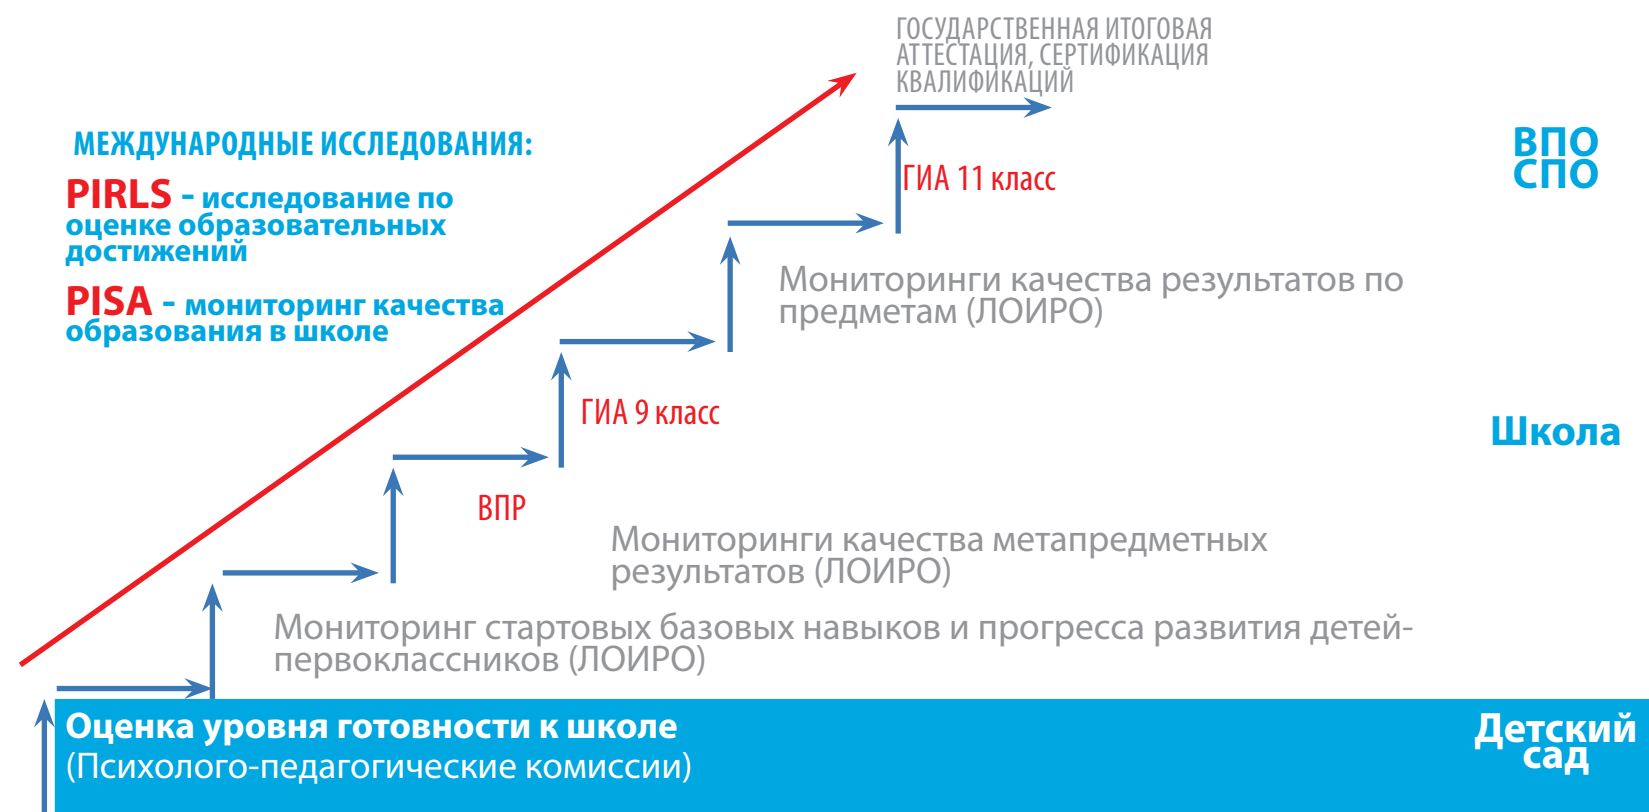 ГОСУДАРСТВЕННАЯ ИТОГОВАЯ
АТТЕСТАЦИЯ, СЕРТИФИКАЦИЯ
КВАЛИФИКАЦИЙ
МЕЖДУНАРОДНЫЕ ИССЛЕДОВАНИЯ:
PIRLS - исследование по
оценке образовательных
достижений
PISA - мониторинг качества
образования в школе
ВПО
СПО
ГИА 11 класс
Мониторинги качества результатов по
предметам (ЛОИРО)
ГИА 9 класс
Школа
ВПР
Мониторинги качества метапредметных
результатов (ЛОИРО)
Мониторинг стартовых базовых навыков и прогресса развития детей-
первоклассников (ЛОИРО)
Оценка уровня готовности к школе
(Психолого-педагогические комиссии)
Детский
сад